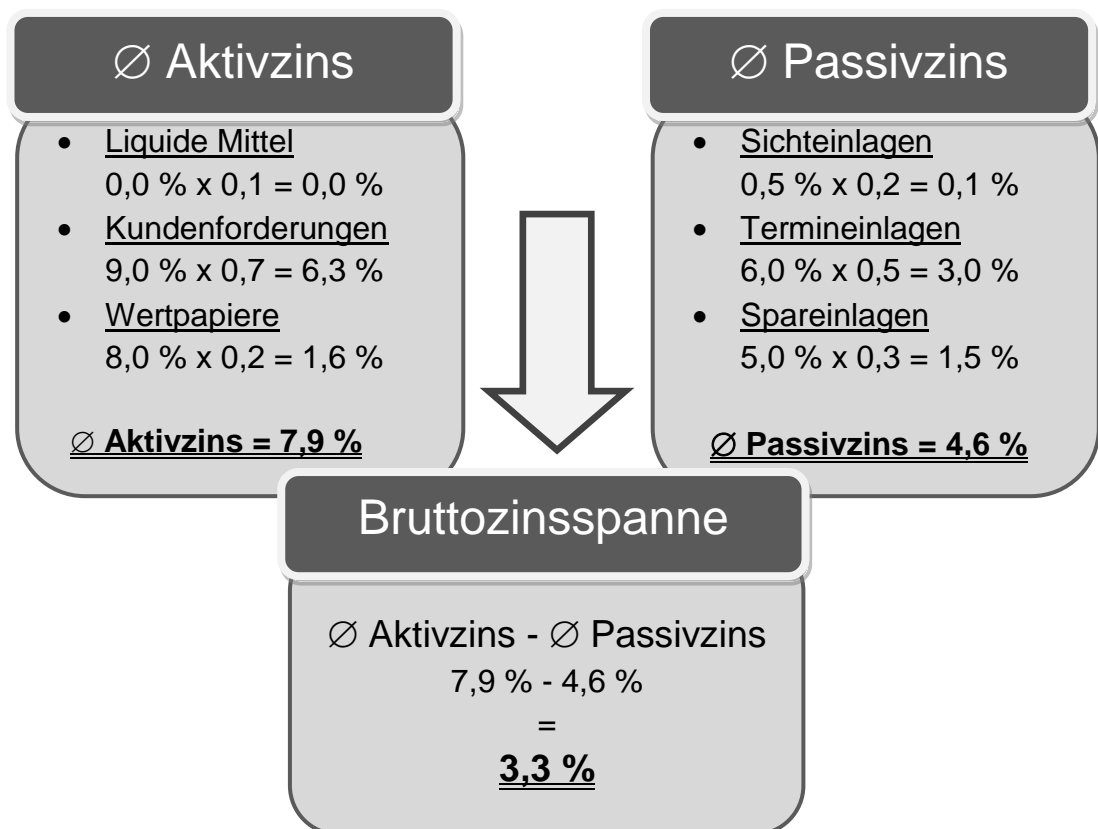 ∅ Aktivzins
• Liquide Mittel
0,0 % x 0,1 = 0,0 %
• Kundenforderungen
9,0 % x 0,7 = 6,3 %
• Wertpapiere
8,0 % x 0,2 = 1,6 %
∅ Aktivzins = 7,9 %
∅ Passivzins
• Sichteinlagen
0,5 % x 0,2 = 0,1 %
• Termineinlagen
6,0 % x 0,5 = 3,0 %
• Spareinlagen
5,0 % x 0,3 = 1,5 %
∅ Passivzins = 4,6 %
Bruttozinsspanne
∅ Aktivzins - ∅ Passivzins
7,9 % - 4,6 %
=
3,3 %